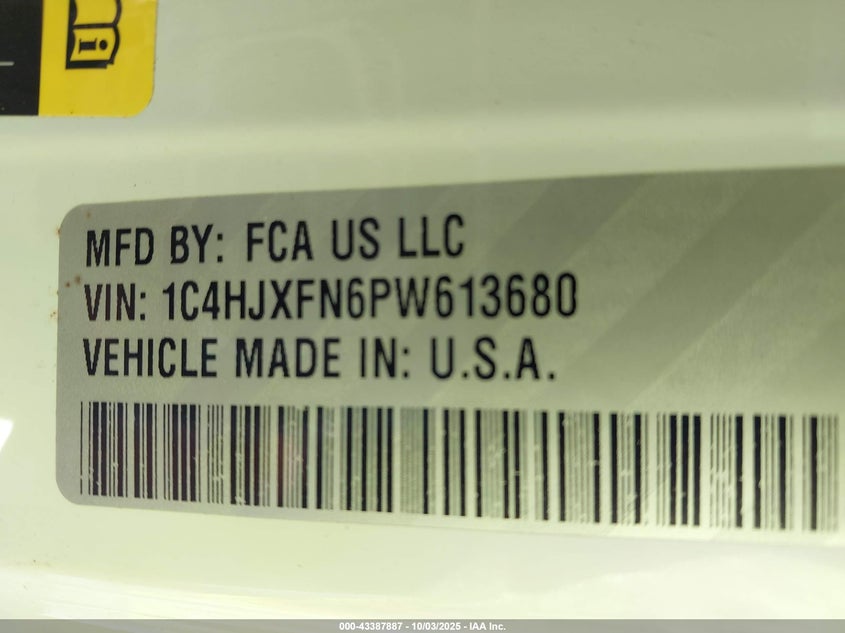 MFD BY: FCA US LLC
VIN: 1C4HJXFN6PW613680
VEHICLE MADE IN: U.S.A.
000-43387887 - 10/03/2025 - IAA Inc.